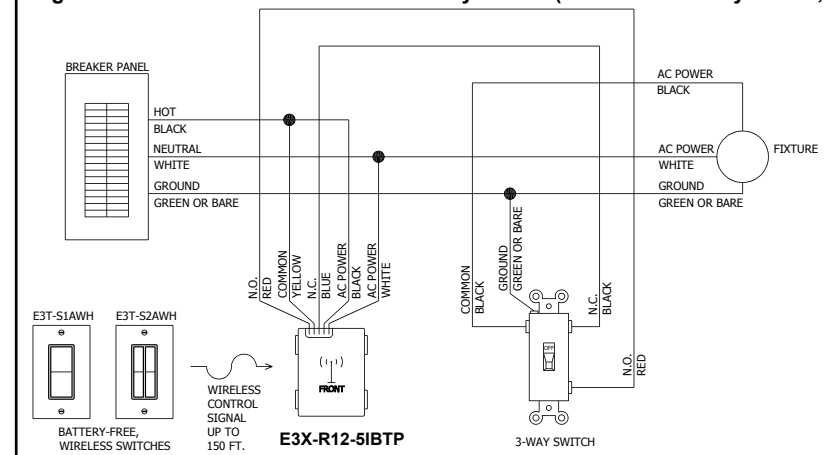 BREAKER PANEL
HOT
BLACK
NEUTRAL
WHITE
GROUND
GREEN OR BARE
AC POWER
BLACK
AC POWER
WHITE
FIXTURE
GROUND
GREEN OR BARE
N.O.
RED
COMMON
YELLOW
N.C.
BLUE
AC POWER
BLACK
AC POWER
WHITE
COMMON
BLACK
GROUND
GREEN OR BARE
N.C.
BLACK
N.O.
RED
E3T-S1AWH
E3T-S2AWH
OFF
FRONT
WIRELESS
CONTROL
SIGNAL
UP TO
150 FT.
BATTERY-FREE,
WIRELESS SWITCHES
E3X-R12-5IBTP
3-WAY SWITCH